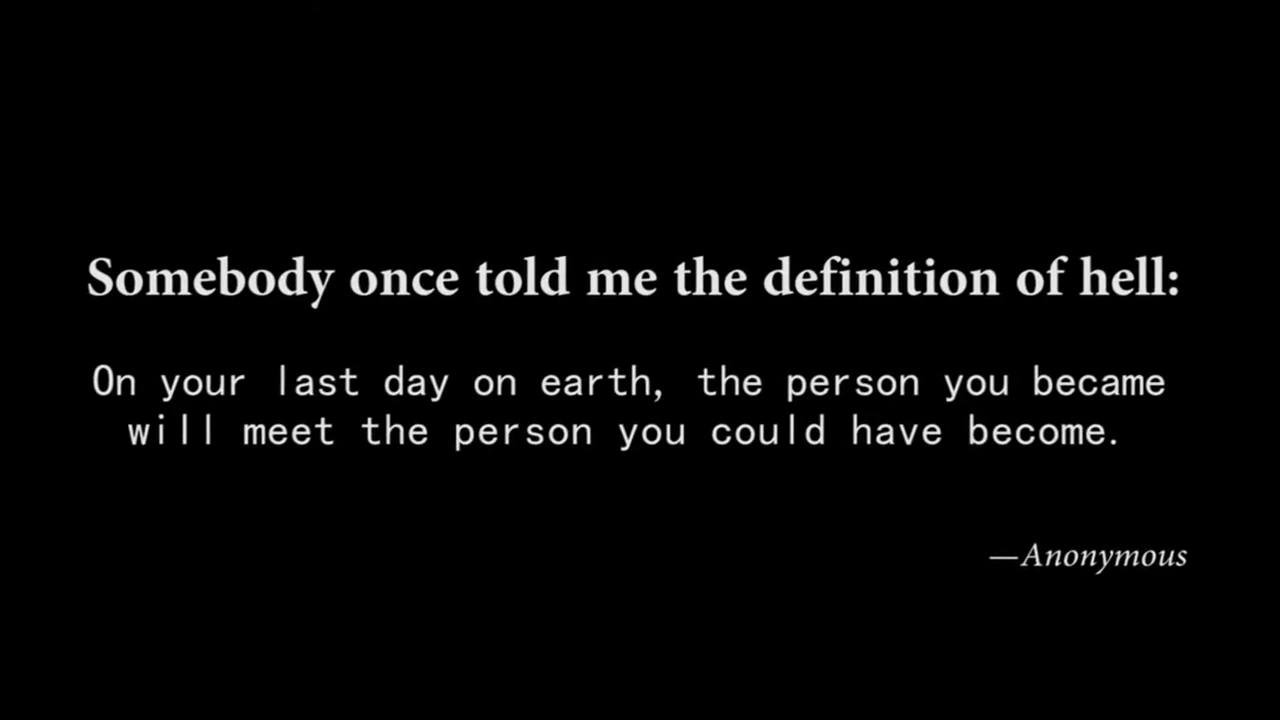 Somebody once told me the definition of hell:
On your last day on earth, the person you became
will meet the person you could have become.
—Anonymous